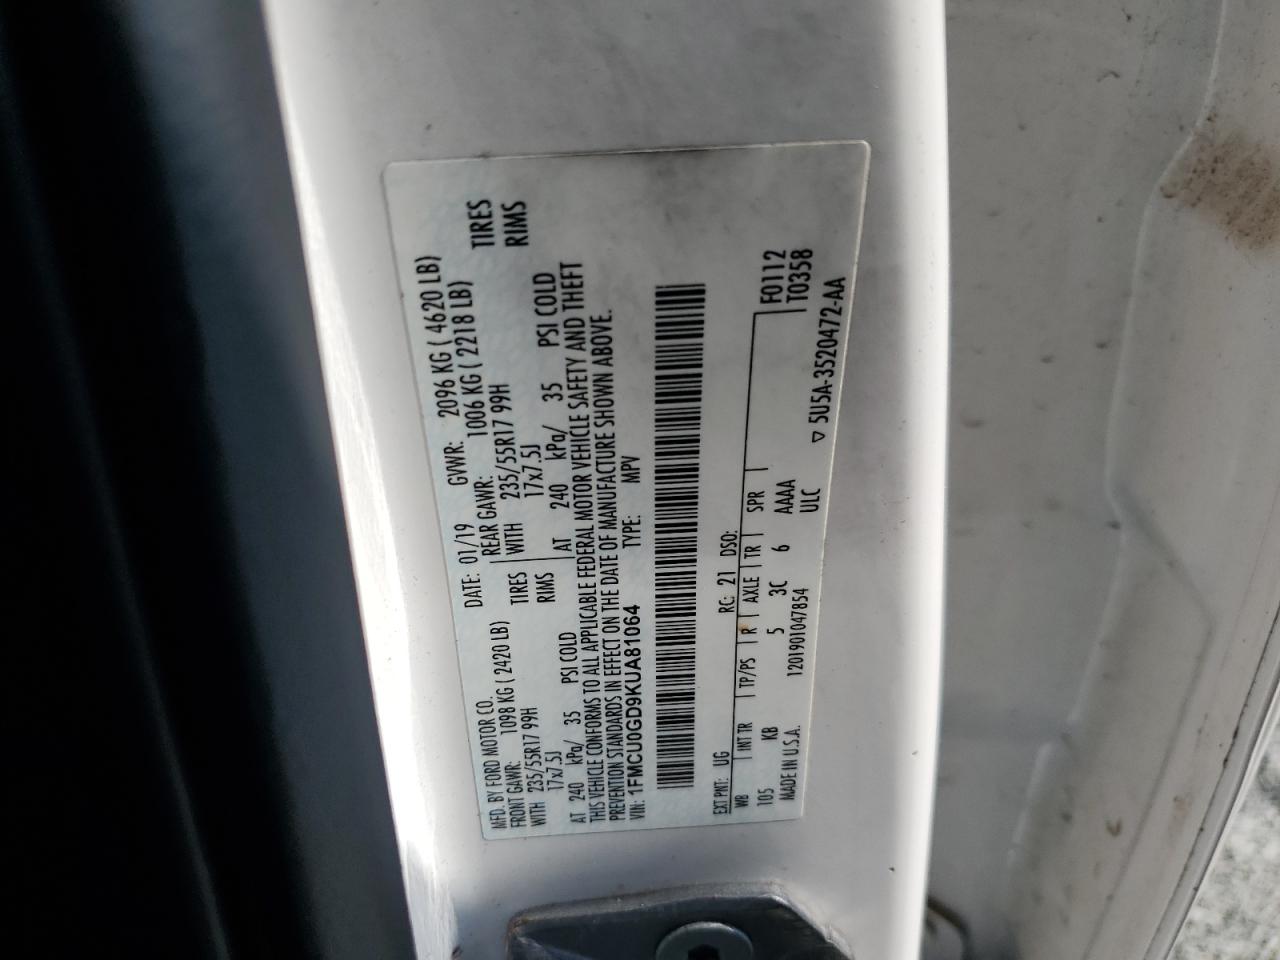 MFD. BY FORD MOTOR CO. DATE: 01/19 GVWR: 2096 KG ( 4620 LB)
FRONT GAWR: 1098 KG ( 2420 LB) REAR GAWR: 1006 KG ( 2218 LB)
WITH 235/55R17 99H TIRES WITH 235/55R17 99H TIRES
17x7.5J RIMS 17x7.5J RIMS
AT 240 kPa/ 35 PSI COLD AT 240 kPa/ 35 PSI COLD
THIS VEHICLE CONFORMS TO ALL APPLICABLE FEDERAL MOTOR VEHICLE SAFETY AND THEFT
PREVENTION STANDARDS IN EFFECT ON THE DATE OF MANUFACTURE SHOWN ABOVE.
VIN: 1FMCU0GD9KUA81064 TYPE: MPV
EXT PNT: UG RC: 21 DSO:
WB INT TR TP/PS R AXLE TR SPR F0112
105 KB 5 3C 6 AAAA T0358
MADE IN U.S.A. 1201901047854 ULC
▽ 5U5A-3520472-AA